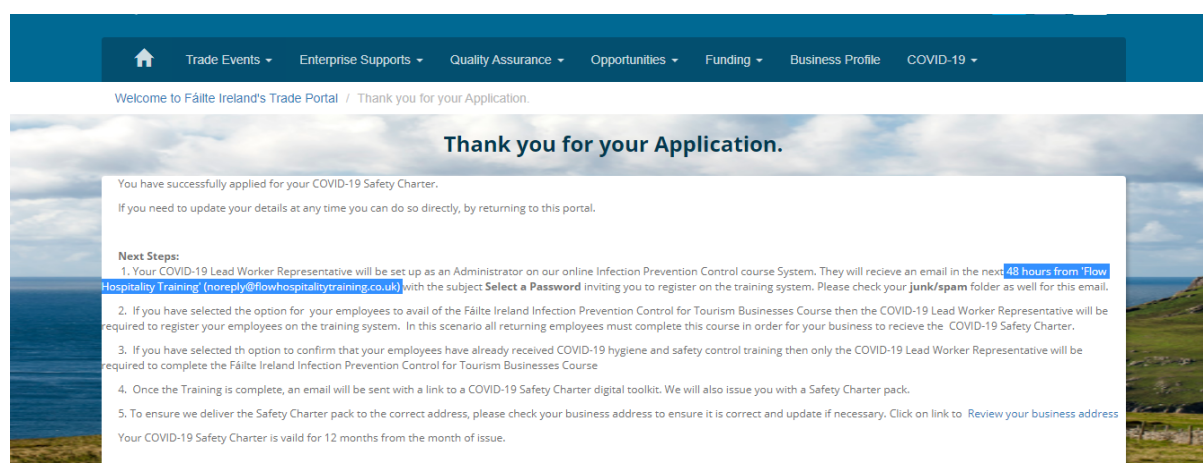 Trade Events Enterprise Supports Quality Assurance Opportunities Funding Business Profile COVID-19
Welcome to Fáilte Ireland's Trade Portal / Thank you for your Application.
Thank you for your Application.
You have successfully applied for your COVID-19 Safety Charter.
If you need to update your details at any time you can do so directly, by returning to this portal.
Next Steps:
1. Your COVID-19 Lead Worker Representative will be set up as an Administrator on our online Infection Prevention Control course System. They will recieve an email in the next 48 hours from 'Flow
Hospitality Training' (noreply@flowhospitalitytraining.co.uk) with the subject Select a Password inviting you to register on the training system. Please check your junk/spam folder as well for this email.
2. If you have selected the option for your employees to avail of the Fáilte Ireland Infection Prevention Control for Tourism Businesses Course then the COVID-19 Lead Worker Representative will be
required to register your employees on the training system. In this scenario all returning employees must complete this course in order for your business to recieve the COVID-19 Safety Charter.
3. If you have selected th option to confirm that your employees have already received COVID-19 hygiene and safety control training then only the COVID-19 Lead Worker Representative will be
required to complete the Fáilte Ireland Infection Prevention Control for Tourism Businesses Course
4. Once the Training is complete, an email will be sent with a link to a COVID-19 Safety Charter digital toolkit. We will also issue you with a Safety Charter pack.
5. To ensure we deliver the Safety Charter pack to the correct address, please check your business address to ensure it is correct and update if necessary. Click on link to Review your business address
Your COVID-19 Safety Charter is vaild for 12 months from the month of issue.